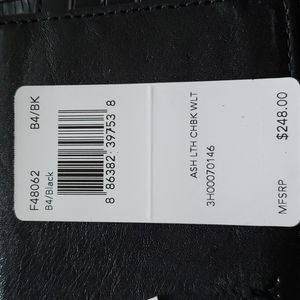 F48062 B4/BK
B4/Black
8 86382 39753 8
ASH LTH CHBK WLT
3H00070146
MFSRP $248.00